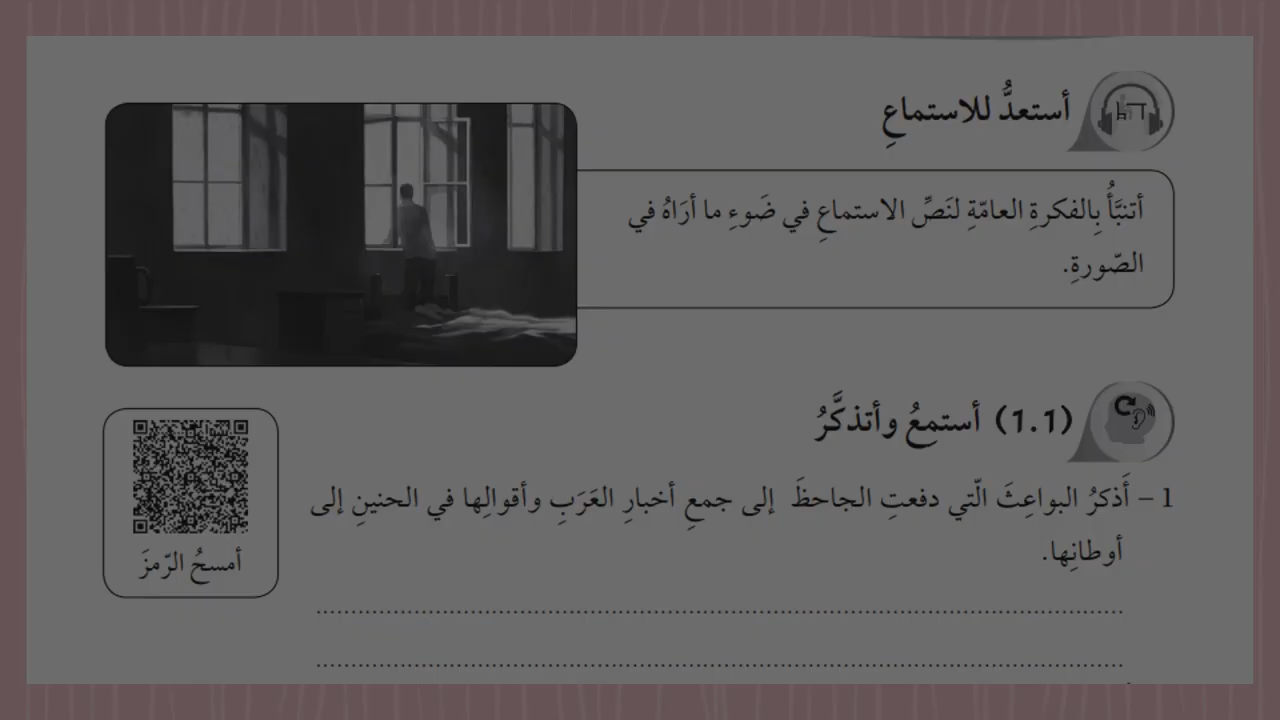 أستعدُّ للاستماعِ
أتنبَّأُ بِالفكرةِ العامّةِ لنَصِّ الاستماعِ في ضَوءِ ما أرَاهُ في
الصّورةِ.
(1.1) أستمعُ وأتذكَّرُ
1 – أَذكرُ البواعِثَ الّتي دفعتِ الجاحظَ إلى جمعِ أخبارِ العَرَبِ وأقوالِها في الحنينِ إلى
أوطانِها.
أمسحُ الرّمزَ